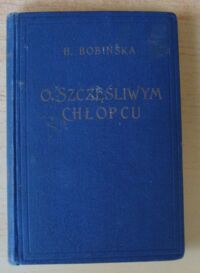 H. BOBIŃSKA
O SZCZĘŚLIWYM
CHŁOPCU